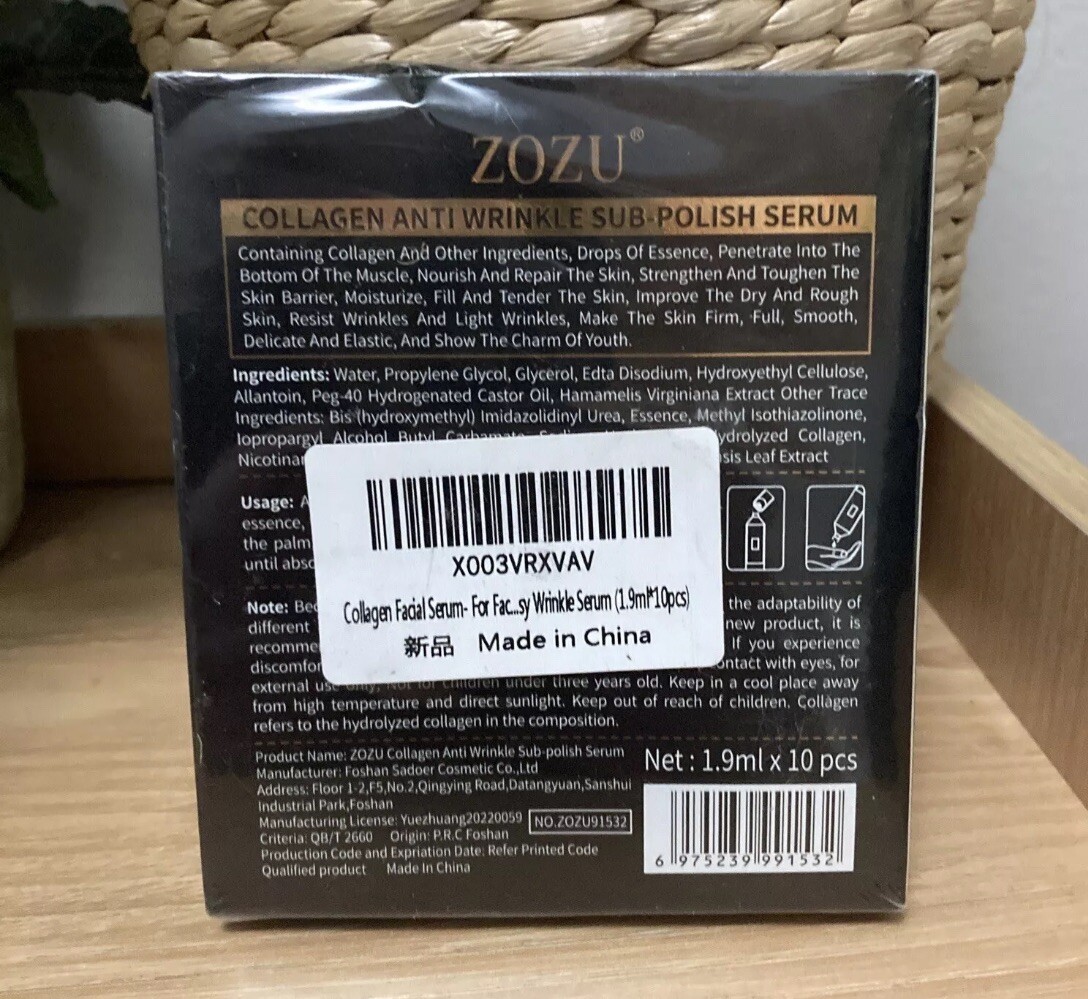 ZOZU®
COLLAGEN ANTI WRINKLE SUB-POLISH SERUM
Containing Collagen And Other Ingredients, Drops Of Essence, Penetrate Into The
Bottom Of The Muscle, Nourish And Repair The Skin, Strengthen And Toughen The
Skin Barrier, Moisturize, Fill And Tender The Skin, Improve The Dry And Rough
Skin, Resist Wrinkles And Light Wrinkles, Make The Skin Firm, Full, Smooth,
Delicate And Elastic, And Show The Charm Of Youth.
Ingredients: Water, Propylene Glycol, Glycerol, Edta Disodium, Hydroxyethyl Cellulose,
Allantoin, Peg-40 Hydrogenated Castor Oil, Hamamelis Virginiana Extract Other Trace
Ingredients: Bis (hydroxymethyl) Imidazolidinyl Urea, Essence, Methyl Isothiazolinone,
Iopropargyl Alcohol Butyl Carbamate, ydrolyzed Collagen,
Nicotinar sis Leaf Extract
Usage: A
essence,
the palm
until abso
X003VRXVAV
Collagen Facial Serum- For Fac...sy Wrinkle Serum (1.9ml*10pcs)
新品 Made in China
Note: Bec the adaptability of
different new product, it is
recomme If you experience
discomfor ontact with eyes, for
external use only, Not for children under three years old. Keep in a cool place away
from high temperature and direct sunlight. Keep out of reach of children. Collagen
refers to the hydrolyzed collagen in the composition.
Product Name: ZOZU Collagen Anti Wrinkle Sub-polish Serum
Manufacturer: Foshan Sadoer Cosmetic Co.,Ltd
Address: Floor 1-2,F5,No.2,Qingying Road,Datangyuan,Sanshui
Industrial Park,Foshan
Manufacturing License: Yuezhuang20220059
NO.ZOZU91532
Criteria: QB/T 2660 Origin: P.R.C Foshan
Production Code and Expriation Date: Refer Printed Code
Qualified product Made In China
Net : 1.9ml x 10 pcs
6 975239 991532